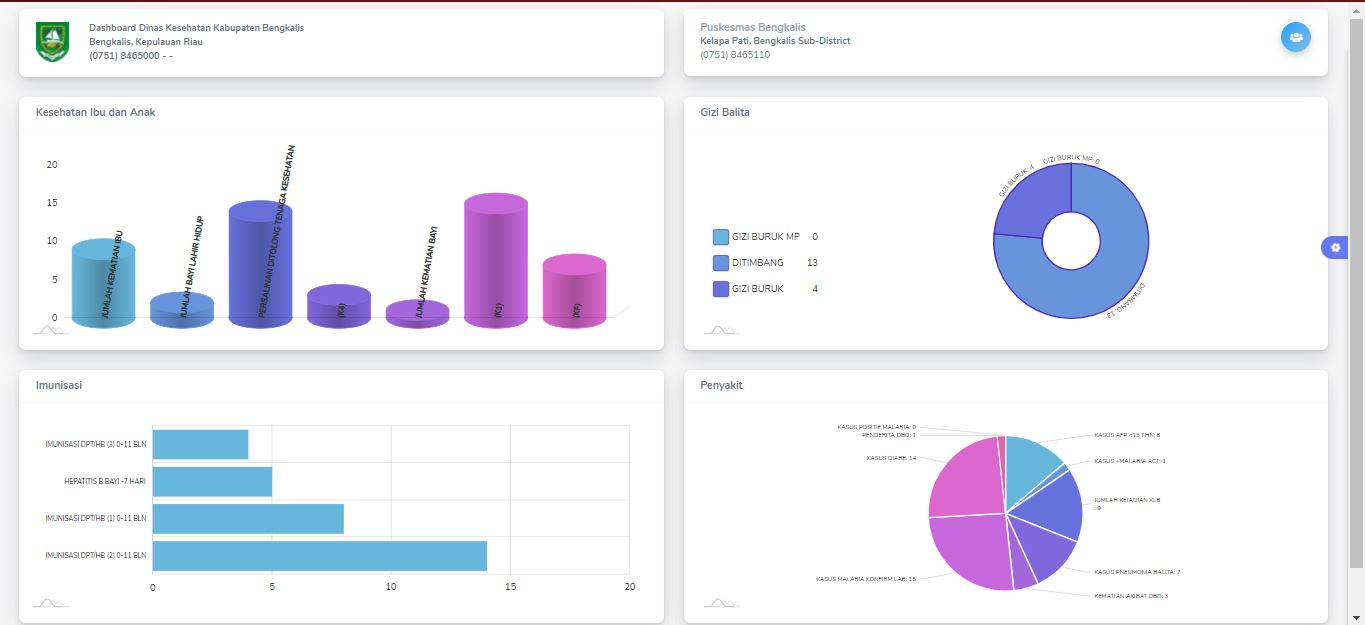 Dashboard Dinas Kesehatan Kabupaten Bengkalis
Bengkalis, Kepulauan Riau
(0751) 8465000 - -
Puskesmas Bengkalis
Kelapa Pati, Bengkalis Sub-District
(0751) 8465110
Kesehatan Ibu dan Anak
20
15
10
5
0
JUMLAH KEMATIAN IBU
JUMLAH BAYI LAHIR HIDUP
PERSALINAN DITOLONG TENAGA KESEHATAN
(K4)
JUMLAH KEMATIAN BAYI
(K1)
(KF)
Gizi Balita
GIZI BURUK MP 0
DITIMBANG 13
GIZI BURUK 4
GIZI BURUK: 4
GIZI BURUK MP: 0
DITIMBANG: 13
Imunisasi
IMUNISASI DPT/HB (3) 0-11 BLN
HEPATITIS B BAYI -7 HARI
IMUNISASI DPT/HB (1) 0-11 BLN
IMUNISASI DPT/HB (2) 0-11 BLN
0 5 10 15 20
Penyakit
KASUS POSITIF MALARIA: 0
PENDERITA DBD: 1
KASUS DIARE: 14
KASUS MALARIA KONFIRM LAB: 15
KASUS AFP <15 THN: 8
KASUS +MALARIA ACT: 1
JUMLAH KEJADIAN KLB
: 9
KASUS PNEUMONIA BALITA: 7
KEMATIAN AKIBAT DBD: 3